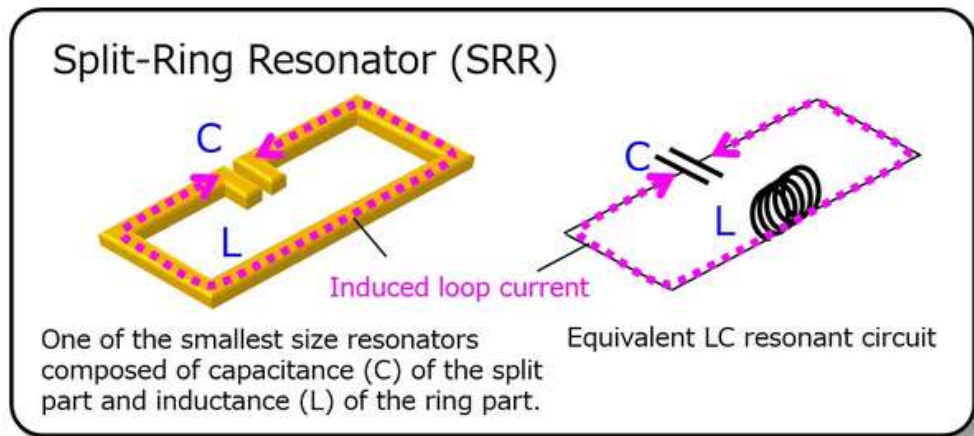 Split-Ring Resonator (SRR)
C
L
C
L
Induced loop current
One of the smallest size resonators
composed of capacitance (C) of the split
part and inductance (L) of the ring part.
Equivalent LC resonant circuit